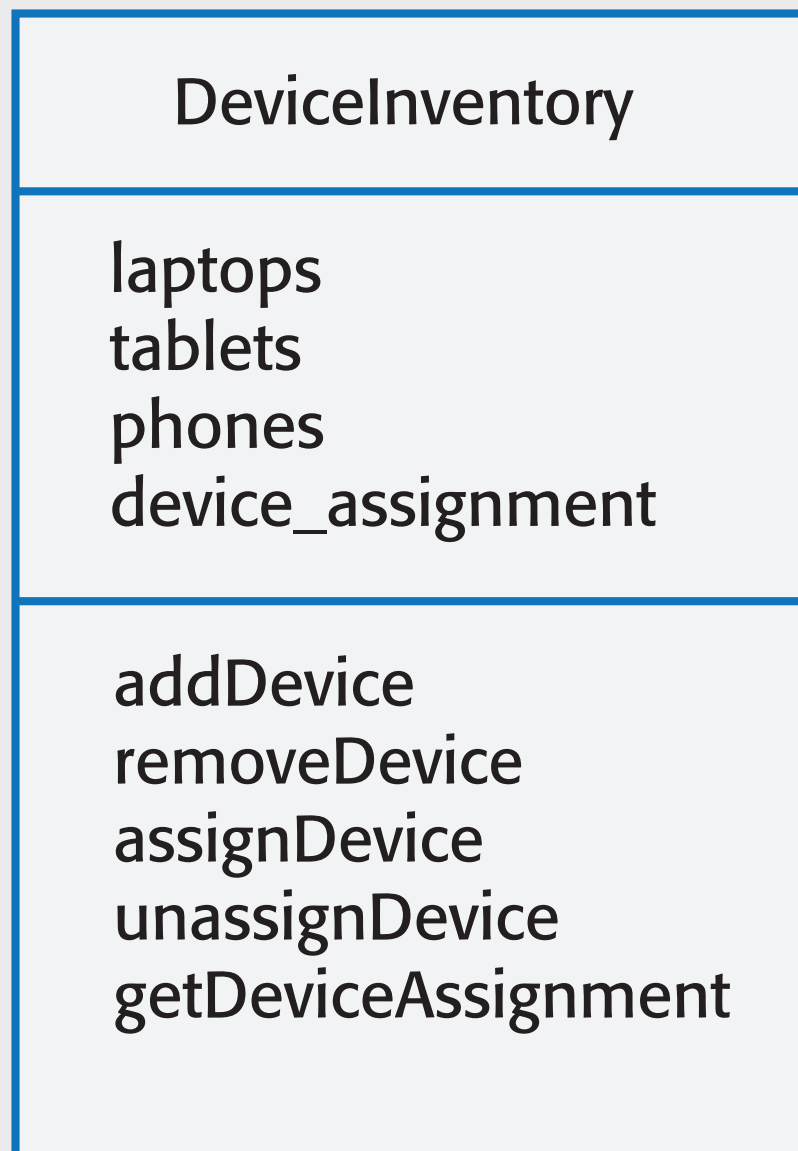 DeviceInventory
laptops
tablets
phones
device_assignment
addDevice
removeDevice
assignDevice
unassignDevice
getDeviceAssignment